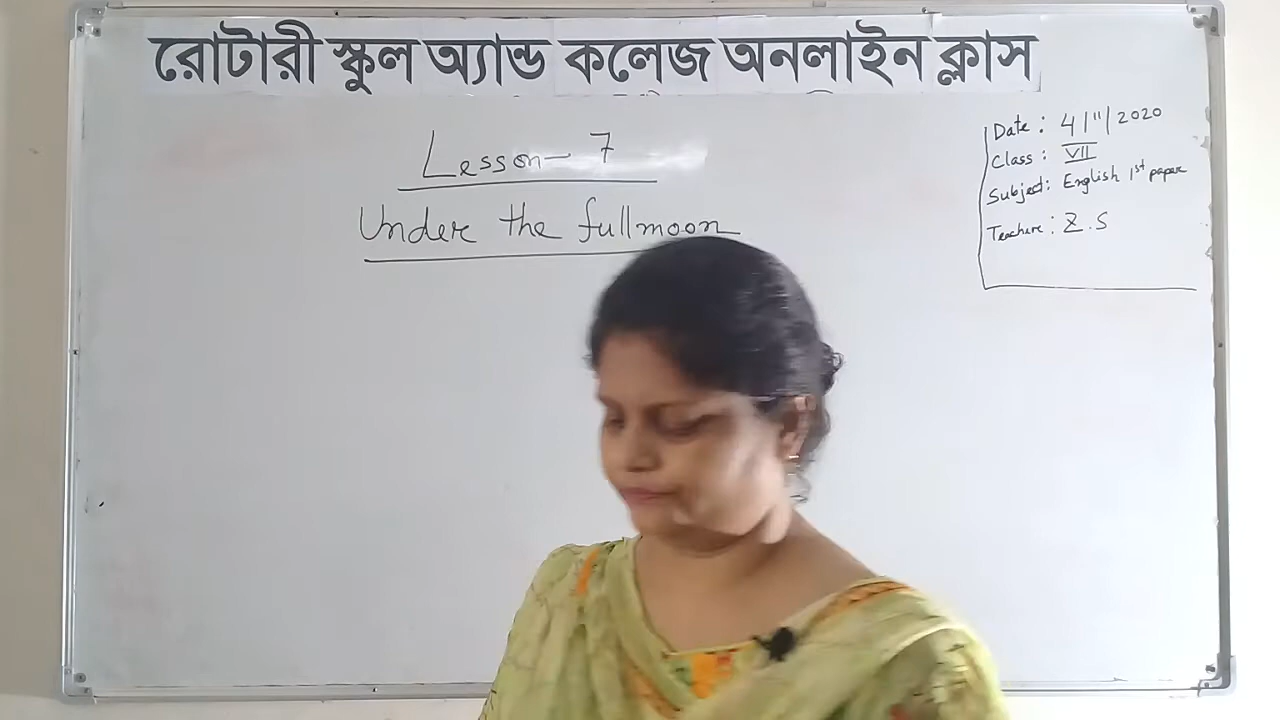 রোটারী স্কুল অ্যান্ড কলেজ অনলাইন ক্লাস
Lesson- 7
Under the fullmoon
Date: 4/11/2020
Class: VII
Subject: English 1st paper
Teacher: Z.S